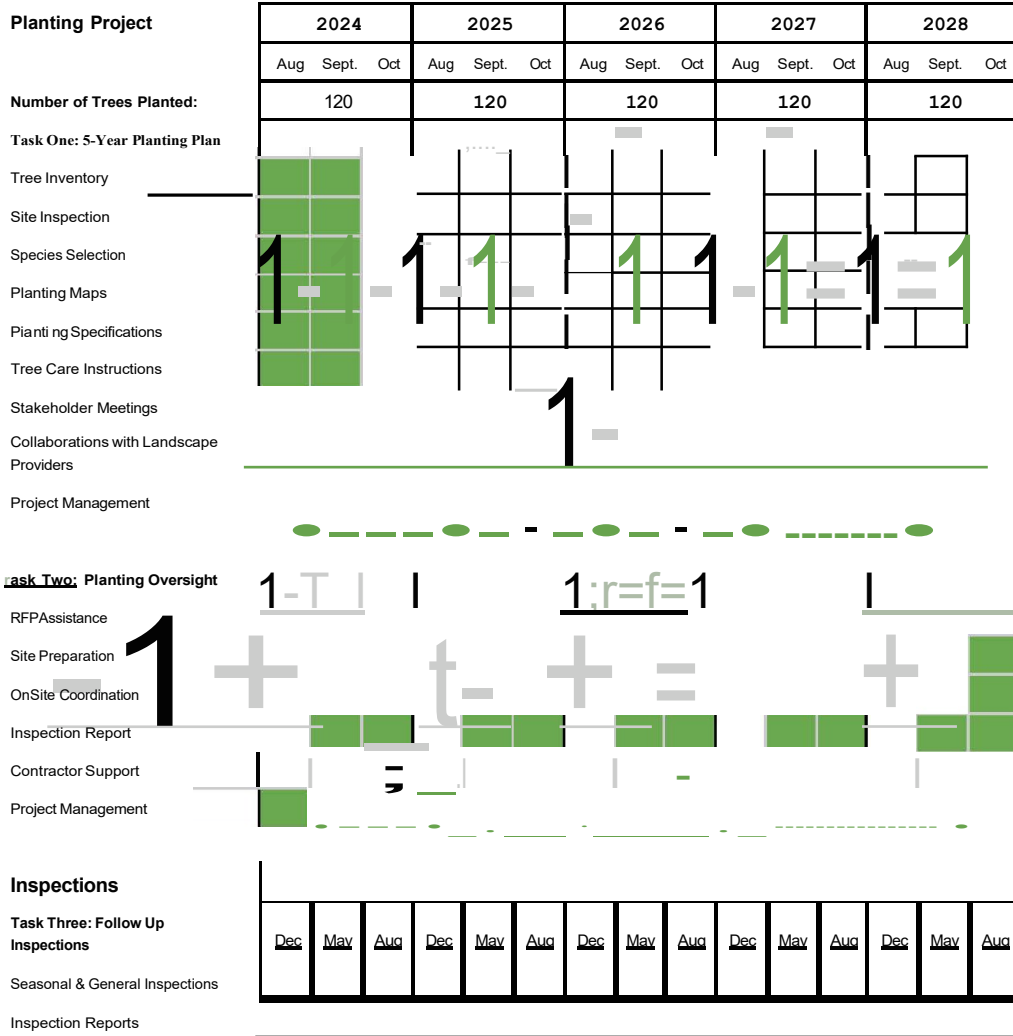 Planting Project 2024 2025 2026 2027 2028
Aug Sept. Oct Aug Sept. Oct Aug Sept. Oct Aug Sept. Oct Aug Sept. Oct
Number of Trees Planted: 120 120 120 120 120
Task One: 5-Year Planting Plan
Tree Inventory
Site Inspection
Species Selection
Planting Maps
Planting Specifications
Tree Care Instructions
Stakeholder Meetings
Collaborations with Landscape
Providers
Project Management
ask Two: Planting Oversight
RFPAssistance
Site Preparation
OnSite Coordination
Inspection Report
Contractor Support
Project Management
Inspections
Task Three: Follow Up
Inspections
Dec May Aug Dec May Aug Dec May Aug Dec May Aug Dec May Aug
Seasonal & General Inspections
Inspection Reports